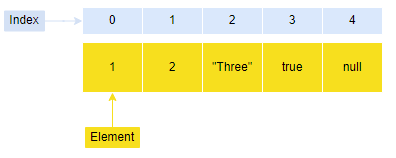 Index 0 1 2 3 4
1 2 "Three" true null
Element